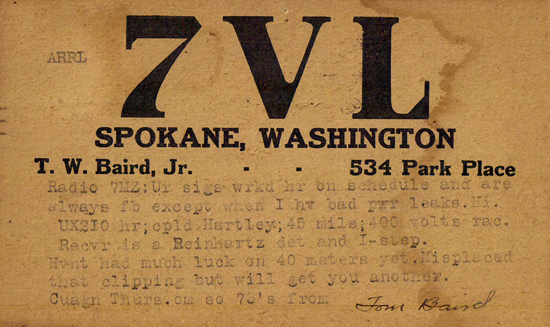 ARRL
7VL
SPOKANE, WASHINGTON
T. W. Baird, Jr. - - 534 Park Place
Radio 7MZ:Ur sigs wrkd hr on schedule and are
always fb except when I hv bad pwr leaks.Hi.
UX210 hr;cpld Hartley;45 mils;400 volts rac.
Recvr is a Reinhartz det and I-step.
Hvnt had much luck on 40 meters yet.Misplaced
that clipping but will get you another.
Cuagn Thurs.om so 73's from Tom Baird